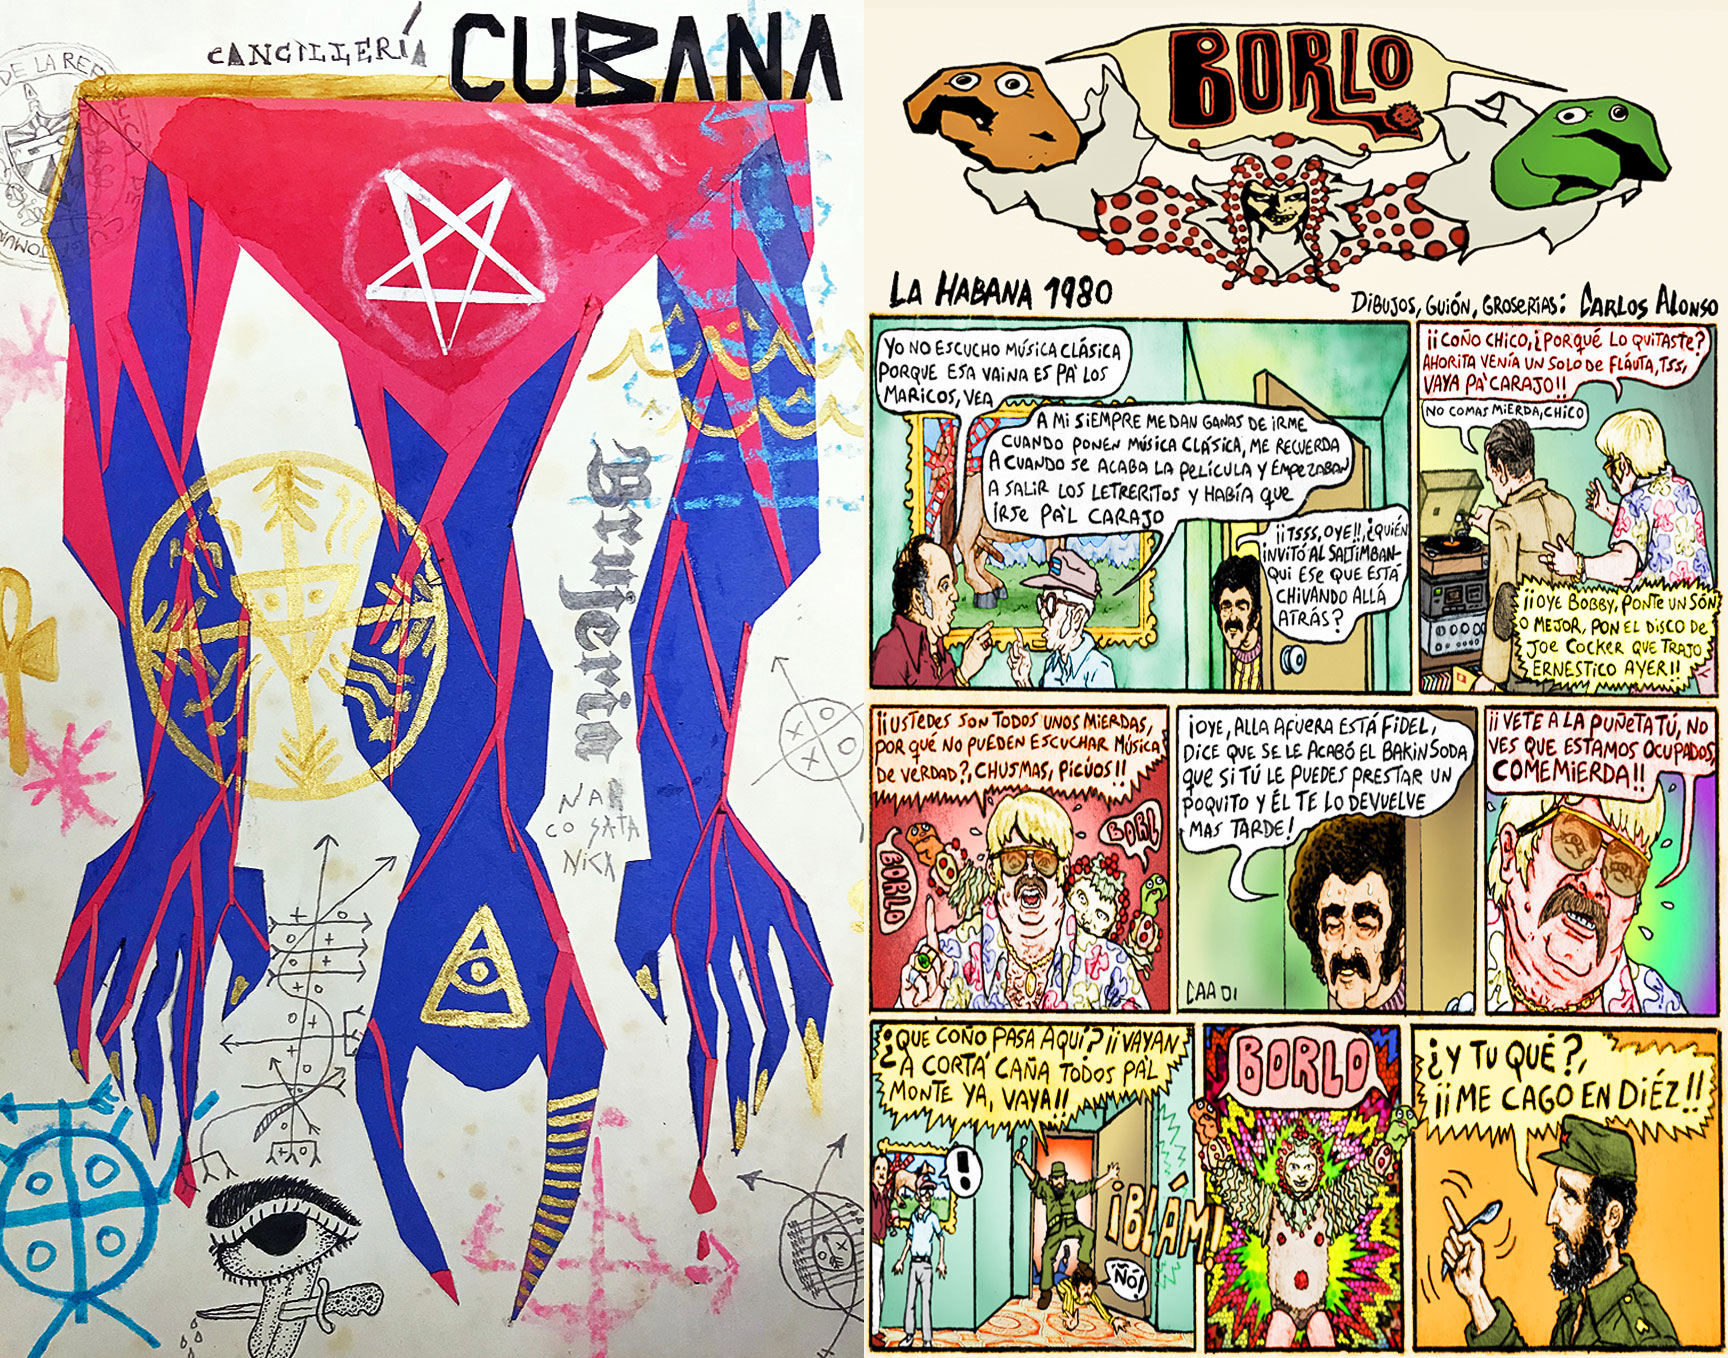 CANCILLERÍA
CUBANA
DE LA REP
Brujería
NA
CO SATA
NICA
BORLO
LA HABANA 1980
DIBUJOS, GUIÓN, GROSERIAS: CARLOS ALONSO
YO NO ESCUCHO MÚSICA CLÁSICA
PORQUE ESA VAINA ES PA' LOS
MARICOS, VEA
A MI SIEMPRE ME DAN GANAS DE IRME
CUANDO PONEN MÚSICA CLÁSICA, ME RECUERDA
A CUANDO SE ACABA LA PELÍCULA Y EMPEZABAN
A SALIR LOS LETRERITOS Y HABÍA QUE
IRSE PA'L CARAJO
¡¡TSSS, OYE!!, ¿QUIÉN
INVITÓ AL SALTIMBAN-
QUI ESE QUE ESTÁ
CHIVANDO ALLÁ
ATRÁS?
¡¡COÑO CHICO, ¿PORQUÉ LO QUITASTE?
AHORITA VENÍA UN SOLO DE FLÁUTA, TSS,
VAYA PA' CARAJO!!
NO COMAS MIERDA, CHICO
¡¡OYE BOBBY, PONTE UN SÓN
O MEJOR, PON EL DISCO DE
JOE COCKER QUE TRAJO
ERNESTICO AYER!!
¡¡USTEDES SON TODOS UNOS MIERDAS,
POR QUÉ NO PUEDEN ESCUCHAR MÚSICA
DE VERDAD?, CHUSMAS, PICÚOS!!
BORLO
BORL
¡OYE, ALLA AFUERA ESTÁ FIDEL,
DICE QUE SE LE ACABÓ EL BAKIN SODA
QUE SI TÚ LE PUEDES PRESTAR UN
POQUITO Y ÉL TE LO DEVUELVE
MAS TARDE!
CAA 01
¡¡VETE A LA PUÑETA TÚ, NO
VES QUE ESTAMOS OCUPADOS,
COMEMIERDA!!
¿QUE COÑO PASA AQUÍ? ¡¡VAYAN
A CORTÁ CAÑA TODOS PA'L
MONTE YA, VAYA!!
!
¡BLÁM!
¡ÑÓ!
BORLO
¿Y TU QUÉ?,
¡¡ME CAGO EN DIÉZ!!